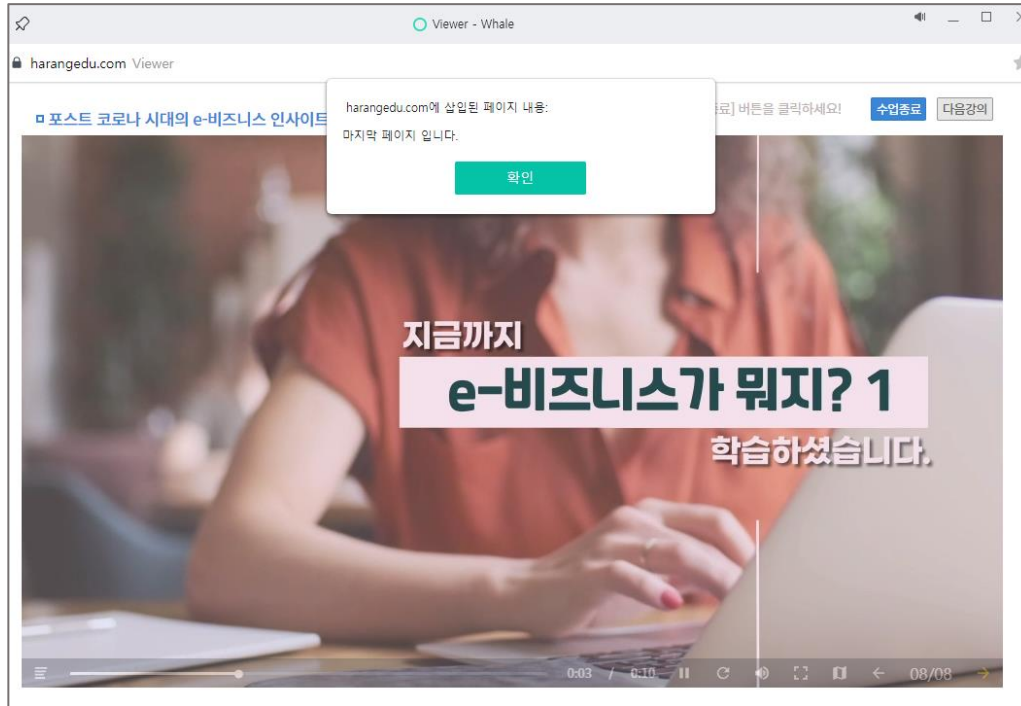 Viewer - Whale
harangedu.com Viewer
포스트 코로나 시대의 e-비즈니스 인사이트
료] 버튼을 클릭하세요!
수업종료
다음강의
harangedu.com에 삽입된 페이지 내용:
마지막 페이지 입니다.
확인
지금까지
e-비즈니스가 뭐지? 1
학습하셨습니다.
0:03 / 0:10
08/08